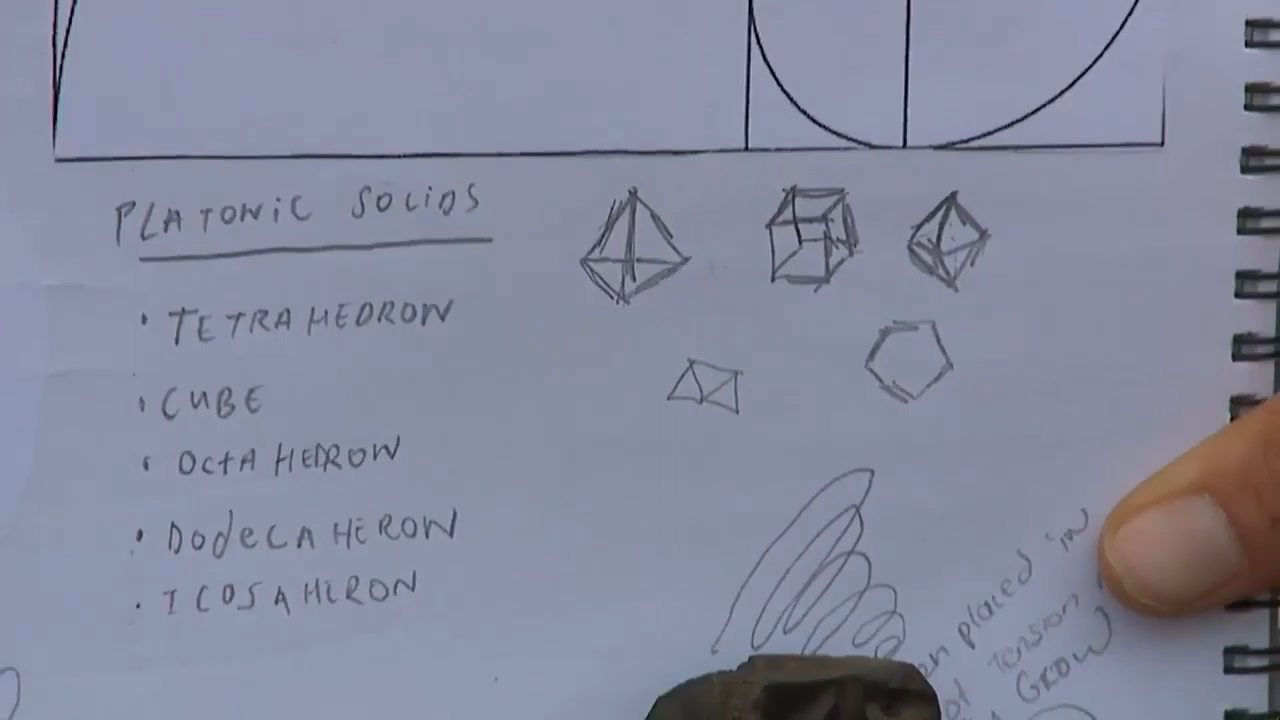 PLATONIC SOLIDS
• TETRAHEDRON
• CUBE
• OCTAHEDRON
• DODECAHERON
• ICOSAHERON
placed in
TENSION
GROW